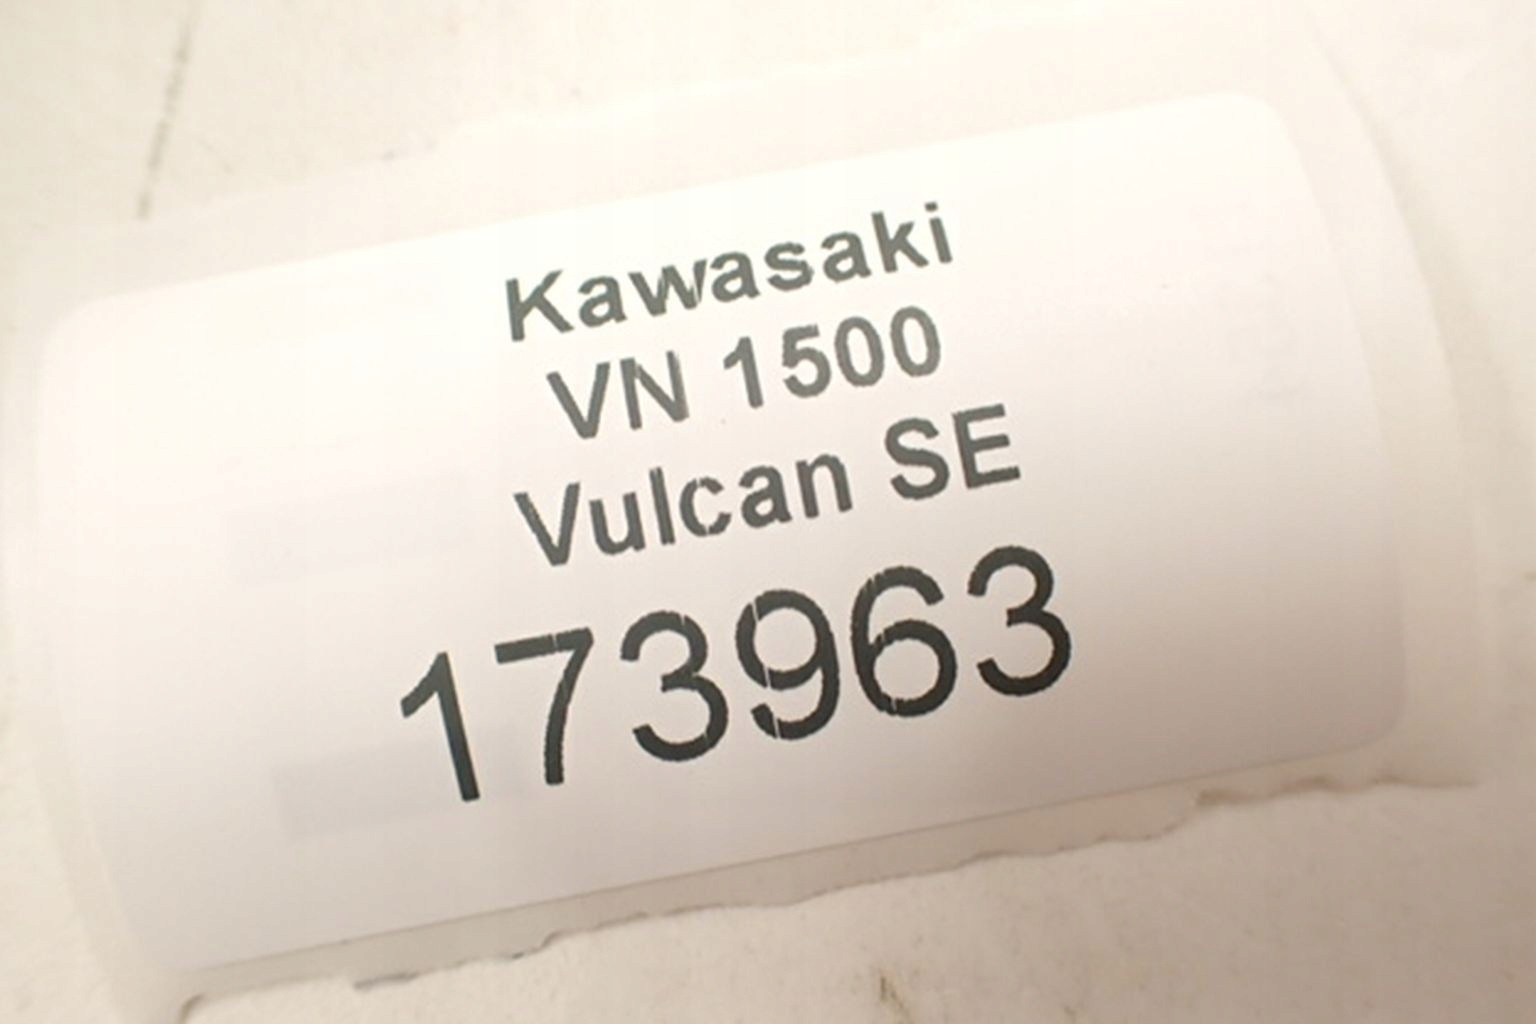 Kawasaki
VN 1500
Vulcan SE
173963